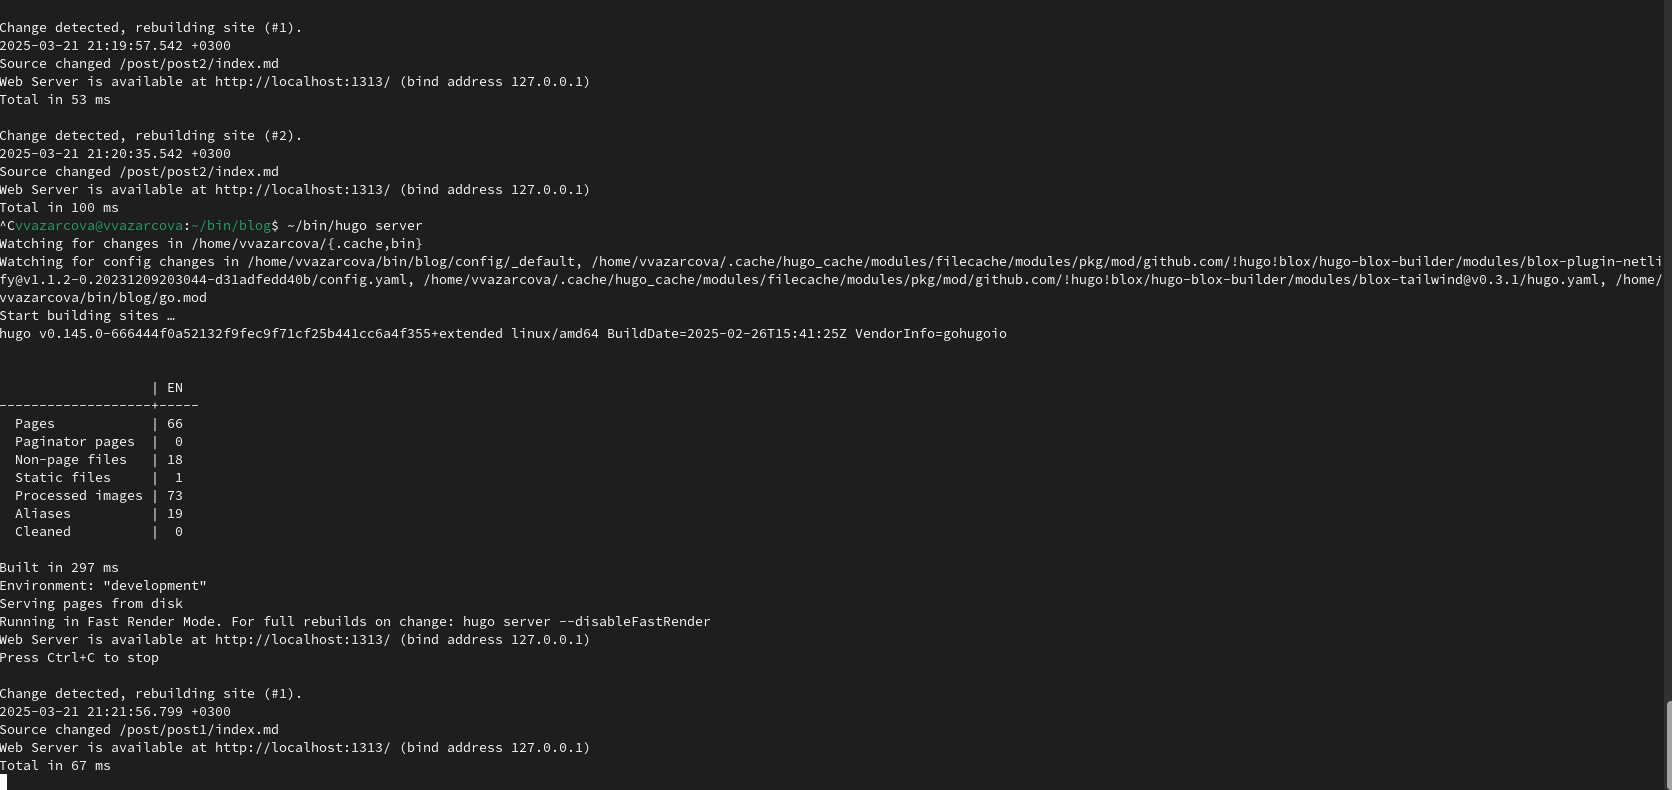 Change detected, rebuilding site (#1).
2025-03-21 21:19:57.542 +0300
Source changed /post/post2/index.md
Web Server is available at http://localhost:1313/ (bind address 127.0.0.1)
Total in 53 ms

Change detected, rebuilding site (#2).
2025-03-21 21:20:35.542 +0300
Source changed /post/post2/index.md
Web Server is available at http://localhost:1313/ (bind address 127.0.0.1)
Total in 100 ms
^Cvvazarcova@vvazarcova:~/bin/blog$ ~/bin/hugo server
Watching for changes in /home/vvazarcova/{.cache,bin}
Watching for config changes in /home/vvazarcova/bin/blog/config/_default, /home/vvazarcova/.cache/hugo_cache/modules/filecache/modules/pkg/mod/github.com/!hugo!blox/hugo-blox-builder/modules/blox-plugin-netli
fy@v1.1.2-0.20231209203044-d31adfedd40b/config.yaml, /home/vvazarcova/.cache/hugo_cache/modules/filecache/modules/pkg/mod/github.com/!hugo!blox/hugo-blox-builder/modules/blox-tailwind@v0.3.1/hugo.yaml, /home/
vvazarcova/bin/blog/go.mod
Start building sites …
hugo v0.145.0-666444f0a52132f9fec9f71cf25b441cc6a4f355+extended linux/amd64 BuildDate=2025-02-26T15:41:25Z VendorInfo=gohugoio

                   | EN
-------------------+-----
  Pages            | 66
  Paginator pages  |  0
  Non-page files   | 18
  Static files     |  1
  Processed images | 73
  Aliases          | 19
  Cleaned          |  0

Built in 297 ms
Environment: "development"
Serving pages from disk
Running in Fast Render Mode. For full rebuilds on change: hugo server --disableFastRender
Web Server is available at http://localhost:1313/ (bind address 127.0.0.1)
Press Ctrl+C to stop

Change detected, rebuilding site (#1).
2025-03-21 21:21:56.799 +0300
Source changed /post/post1/index.md
Web Server is available at http://localhost:1313/ (bind address 127.0.0.1)
Total in 67 ms